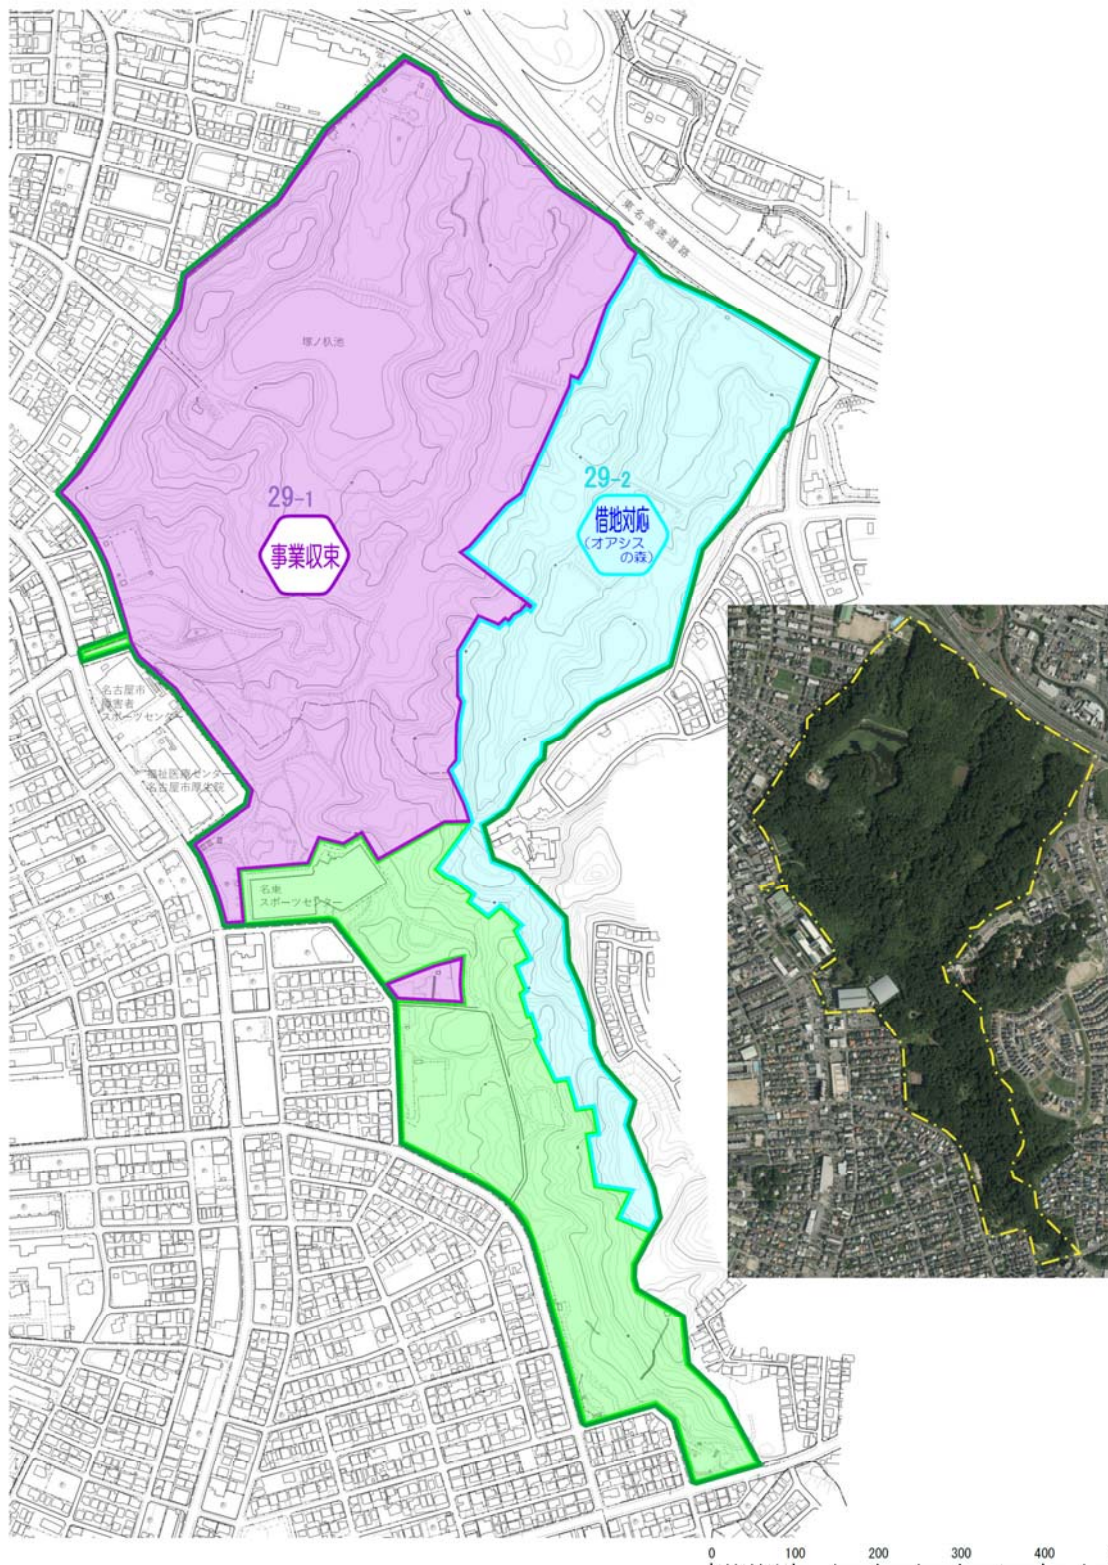 東名高速道路
塚ノ杁池
29-1
事業収束
29-2
借地対応
(オアシス
の森)
名古屋市
障害者
スポーツセンター
福祉医療センター
名古屋市厚生院
名東
スポーツセンター
0 100 200 300 400